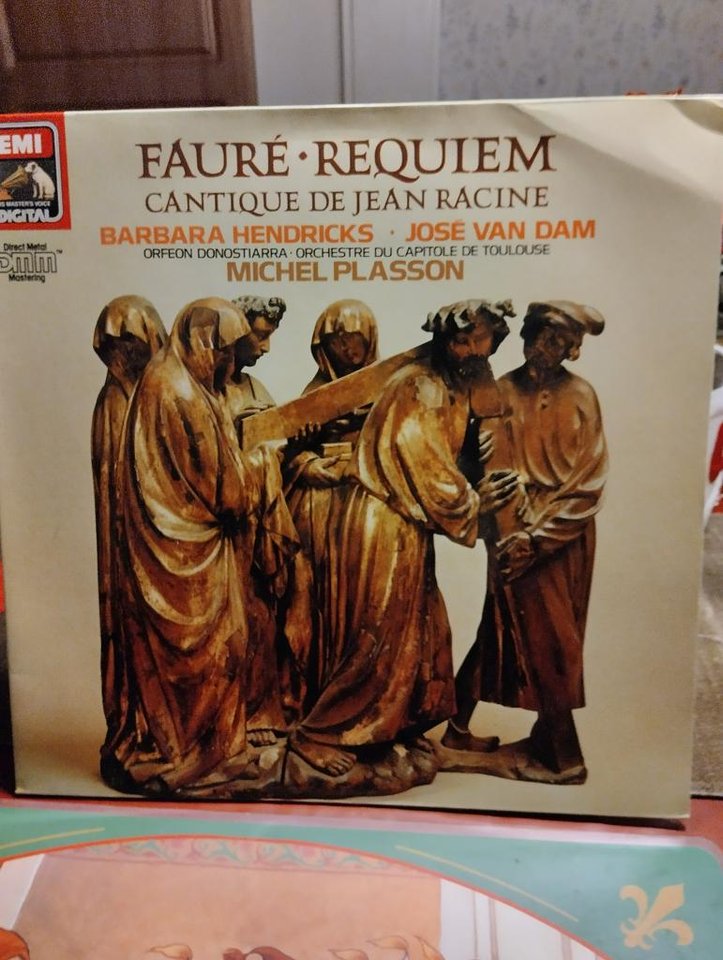 EMI
HIS MASTER'S VOICE
DIGITAL
Direct Metal
DMM™
Mastering
FAURÉ · REQUIEM
CANTIQUE DE JEAN RACINE
BARBARA HENDRICKS · JOSÉ VAN DAM
ORFEON DONOSTIARRA · ORCHESTRE DU CAPITOLE DE TOULOUSE
MICHEL PLASSON